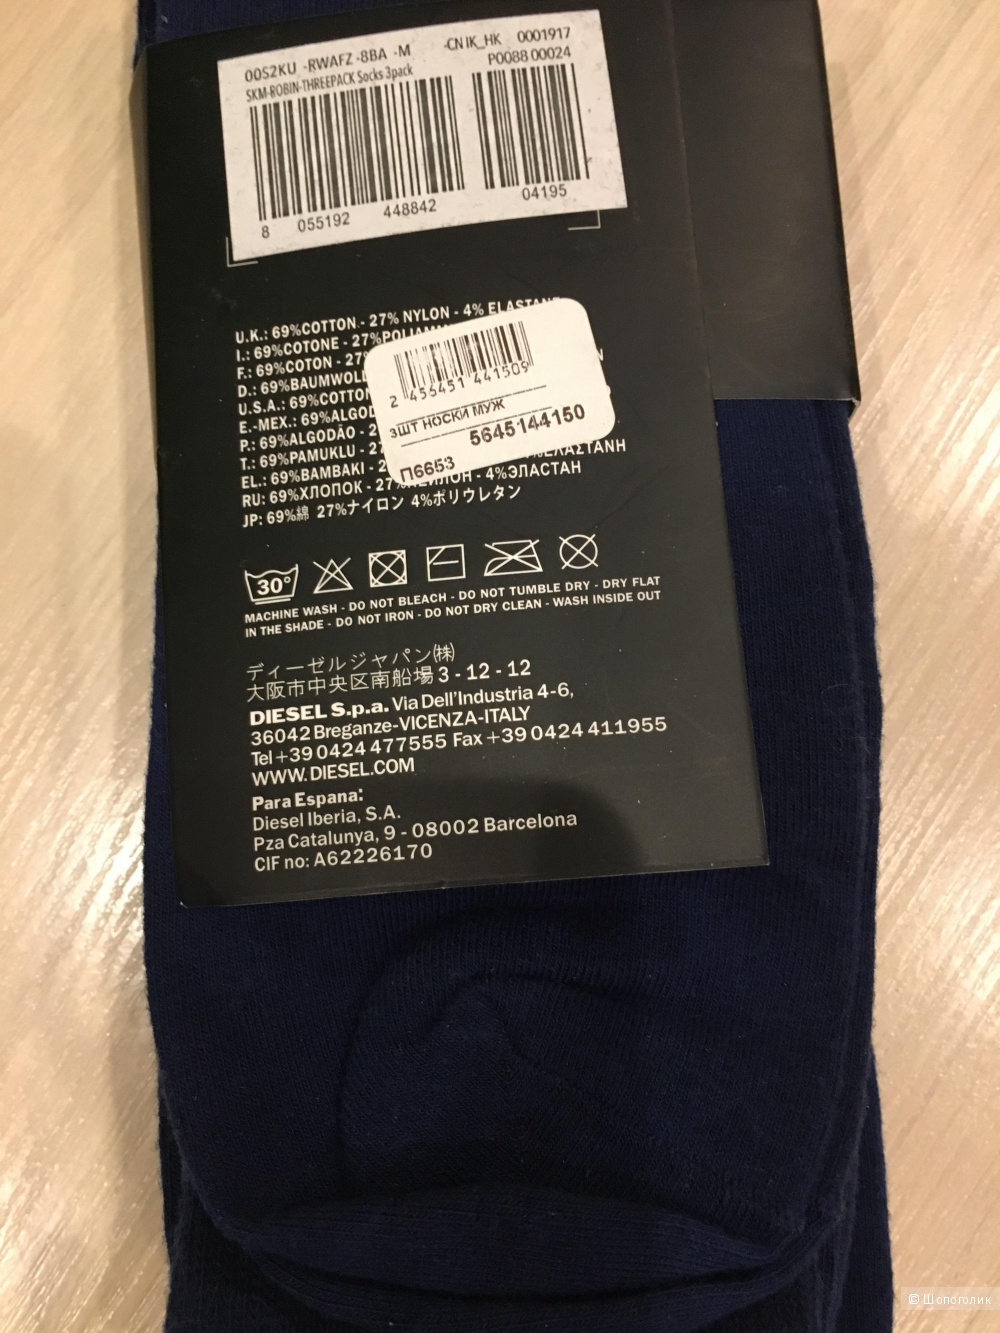 00S2KU -RWAFZ -8BA -M -CN IK_HK 0001917
SKM-ROBIN-THREEPACK Socks 3pack P0088 00024
8 055192 448842 04195
U.K.: 69%COTTON - 27% NYLON - 4% ELASTANE
I.: 69%COTONE - 27%
F.: 69%COTON - 27%
D.: 69%BAUMWOLL
U.S.A.: 69%COTTON
E.-MEX.: 69%ALGOD
P.: 69%ALGODÃO - 2
T.: 69%PAMUKLU - 27
EL.: 69%BAMBAKI - 2
RU: 69%ХЛОПОК - 27% - 4%ЭЛАСТАН
JP: 69%綿 27%ナイロン 4%ポリウレタン
2 456451 441509
3ШТ НОСКИ МУЖ
5645144150
П6653
30°
MACHINE WASH - DO NOT BLEACH - DO NOT TUMBLE DRY - DRY FLAT
IN THE SHADE - DO NOT IRON - DO NOT DRY CLEAN - WASH INSIDE OUT
ディーゼルジャパン㈱
大阪市中央区南船場 3 - 12 - 12
DIESEL S.p.a. Via Dell'Industria 4-6,
36042 Breganze-VICENZA-ITALY
Tel +39 0424 477555 Fax +39 0424 411955
WWW.DIESEL.COM
Para Espana:
Diesel Iberia, S.A.
Pza Catalunya, 9 - 08002 Barcelona
CIF no: A62226170
© Шопоголик